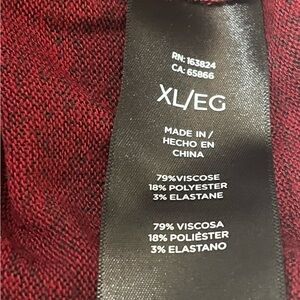 RN: 163824
CA: 65866
XL/EG
MADE IN /
HECHO EN
CHINA
79%VISCOSE
18% POLYESTER
3% ELASTANE
79% VISCOSA
18% POLIÉSTER
3% ELASTANO